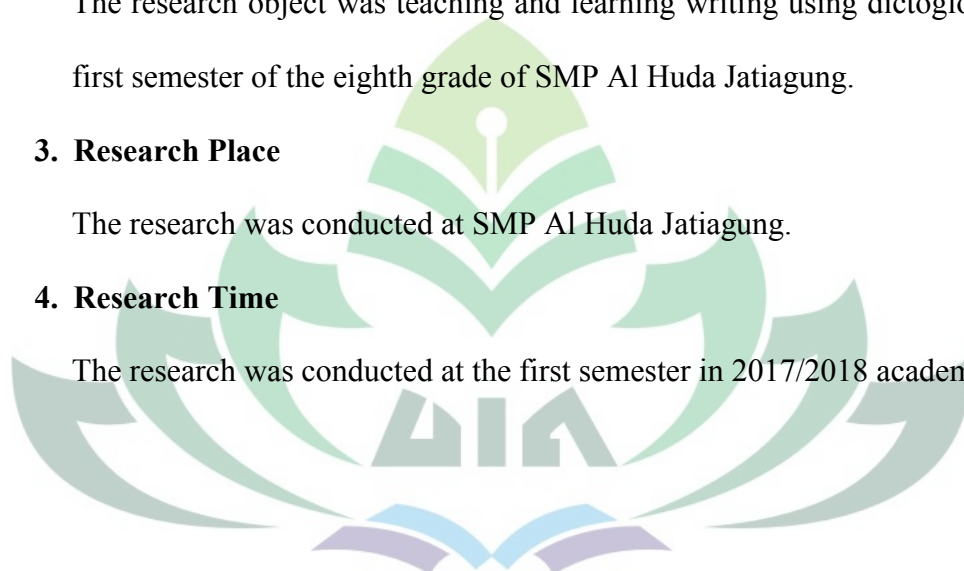 The research object was teaching and learning writing using
first semester of the eighth grade of SMP Al Huda Jatiagung.
3. Research Place
The research was conducted at SMP Al Huda Jatiagung.
4. Research Time
The research was conducted at the first semester in 2017/2018
UIN